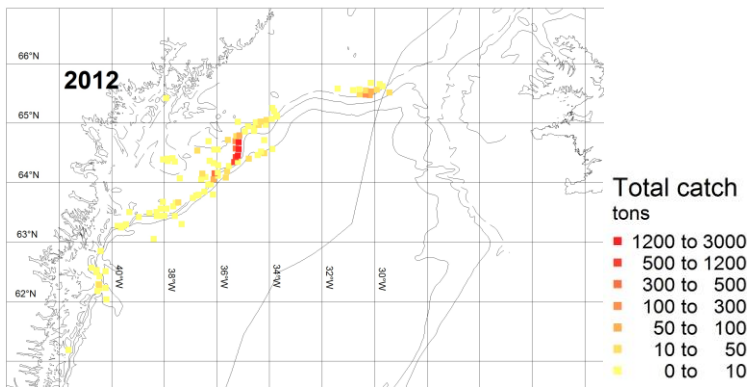 66°N
2012
65°N
64°N
63°N
62°N
40°W
38°W
36°W
34°W
32°W
30°W
Total catch
tons
1200 to 3000
500 to 1200
300 to 500
100 to 300
50 to 100
10 to 50
0 to 10